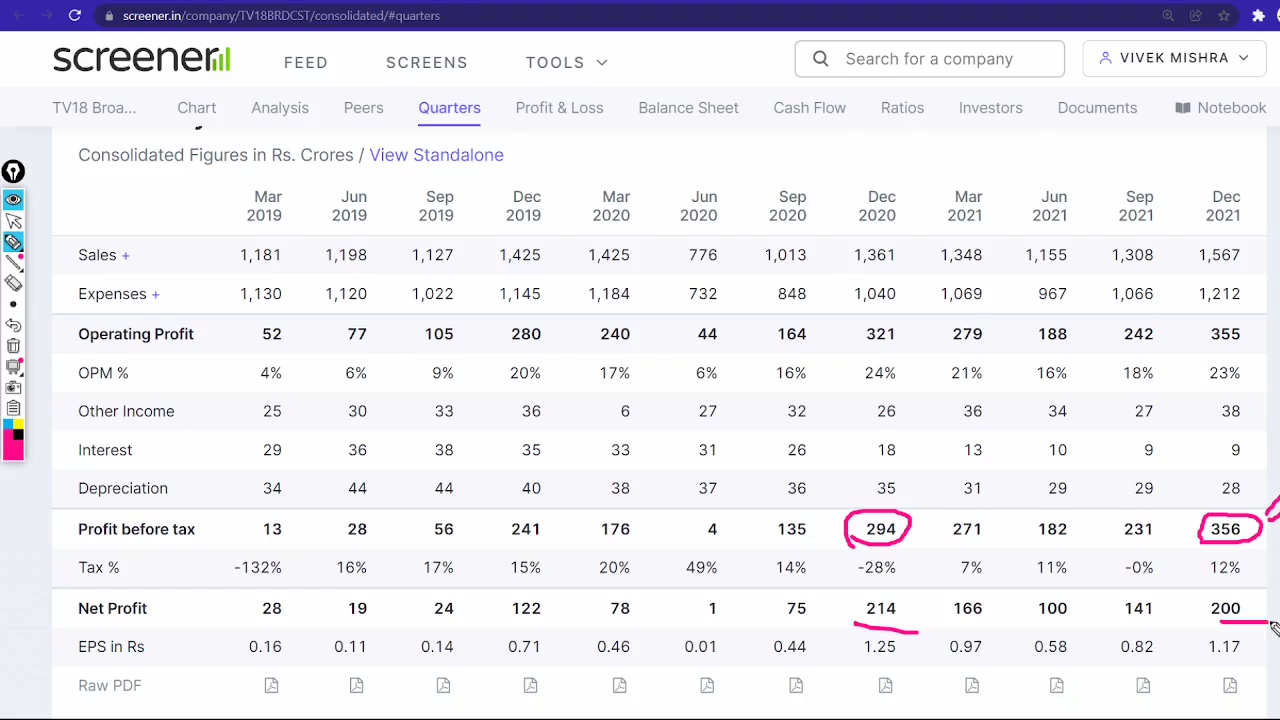 screener.in/company/TV18BRDCST/consolidated/#quarters
screener
FEED SCREENS TOOLS
Search for a company
VIVEK MISHRA
TV18 Broa... Chart Analysis Peers Quarters Profit & Loss Balance Sheet Cash Flow Ratios Investors Documents Notebook
Consolidated Figures in Rs. Crores / View Standalone
Mar Jun Sep Dec Mar Jun Sep Dec Mar Jun Sep Dec
2019 2019 2019 2019 2020 2020 2020 2020 2021 2021 2021 2021
Sales + 1,181 1,198 1,127 1,425 1,425 776 1,013 1,361 1,348 1,155 1,308 1,567
Expenses + 1,130 1,120 1,022 1,145 1,184 732 848 1,040 1,069 967 1,066 1,212
Operating Profit 52 77 105 280 240 44 164 321 279 188 242 355
OPM % 4% 6% 9% 20% 17% 6% 16% 24% 21% 16% 18% 23%
Other Income 25 30 33 36 6 27 32 26 36 34 27 38
Interest 29 36 38 35 33 31 26 18 13 10 9 9
Depreciation 34 44 44 40 38 37 36 35 31 29 29 28
Profit before tax 13 28 56 241 176 4 135 294 271 182 231 356
Tax % -132% 16% 17% 15% 20% 49% 14% -28% 7% 11% -0% 12%
Net Profit 28 19 24 122 78 1 75 214 166 100 141 200
EPS in Rs 0.16 0.11 0.14 0.71 0.46 0.01 0.44 1.25 0.97 0.58 0.82 1.17
Raw PDF